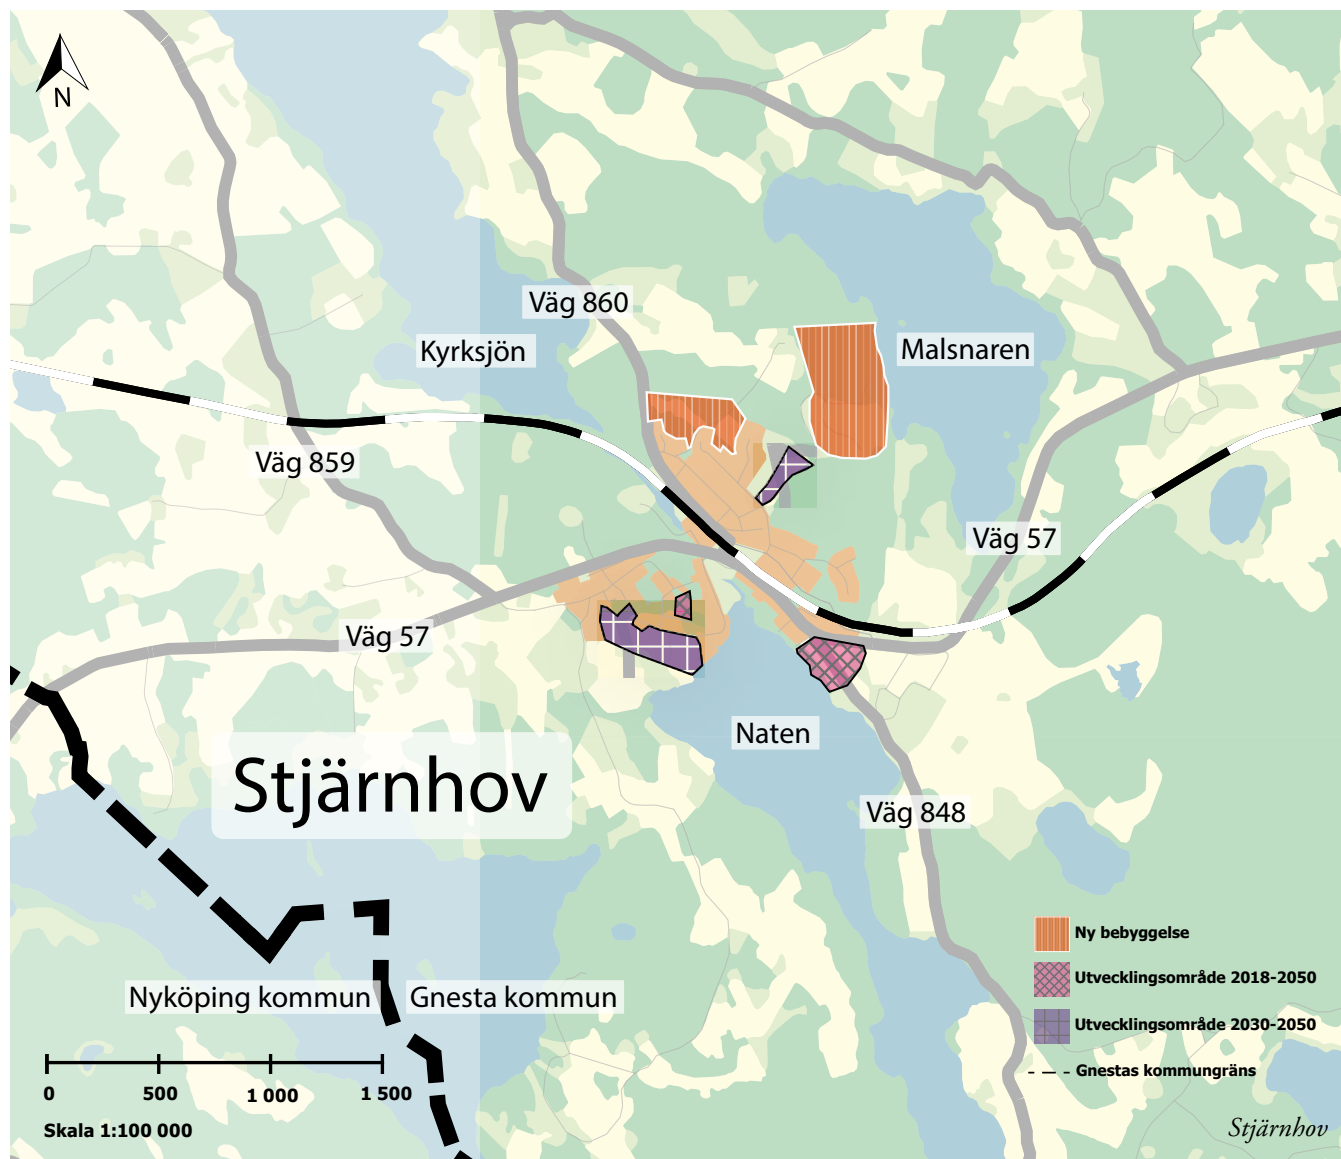 N
Väg 860
Kyrksjön
Malsnaren
Väg 859
Väg 57
Väg 57
Naten
Stjärnhov
Väg 848
Ny bebyggelse
Utvecklingsområde 2018-2050
Nyköping kommun
Gnesta kommun
Utvecklingsområde 2030-2050
Gnestas kommungräns
0 500 1 000 1 500
Skala 1:100 000
Stjärnhov